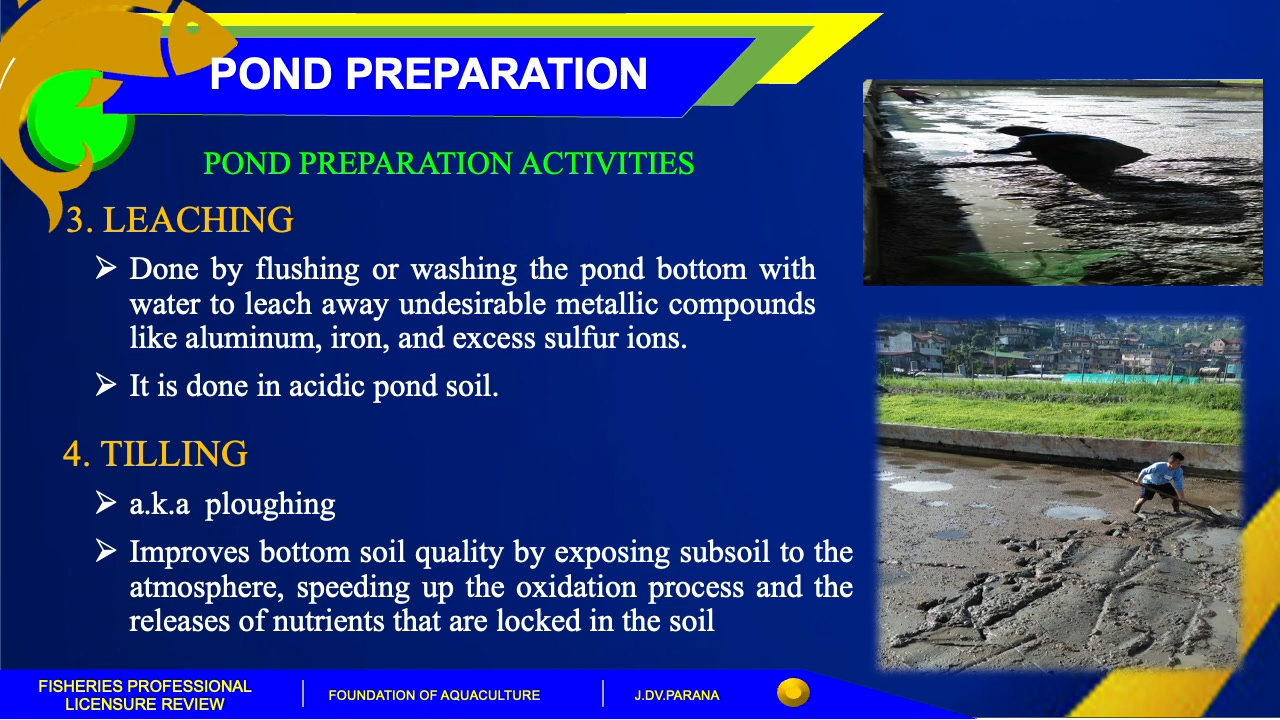 POND PREPARATION
POND PREPARATION ACTIVITIES
3. LEACHING
➢ Done by flushing or washing the pond bottom with
water to leach away undesirable metallic compounds
like aluminum, iron, and excess sulfur ions.
➢ It is done in acidic pond soil.
4. TILLING
➢ a.k.a ploughing
➢ Improves bottom soil quality by exposing subsoil to the
atmosphere, speeding up the oxidation process and the
releases of nutrients that are locked in the soil
FISHERIES PROFESSIONAL
LICENSURE REVIEW
FOUNDATION OF AQUACULTURE
J.DV.PARANA